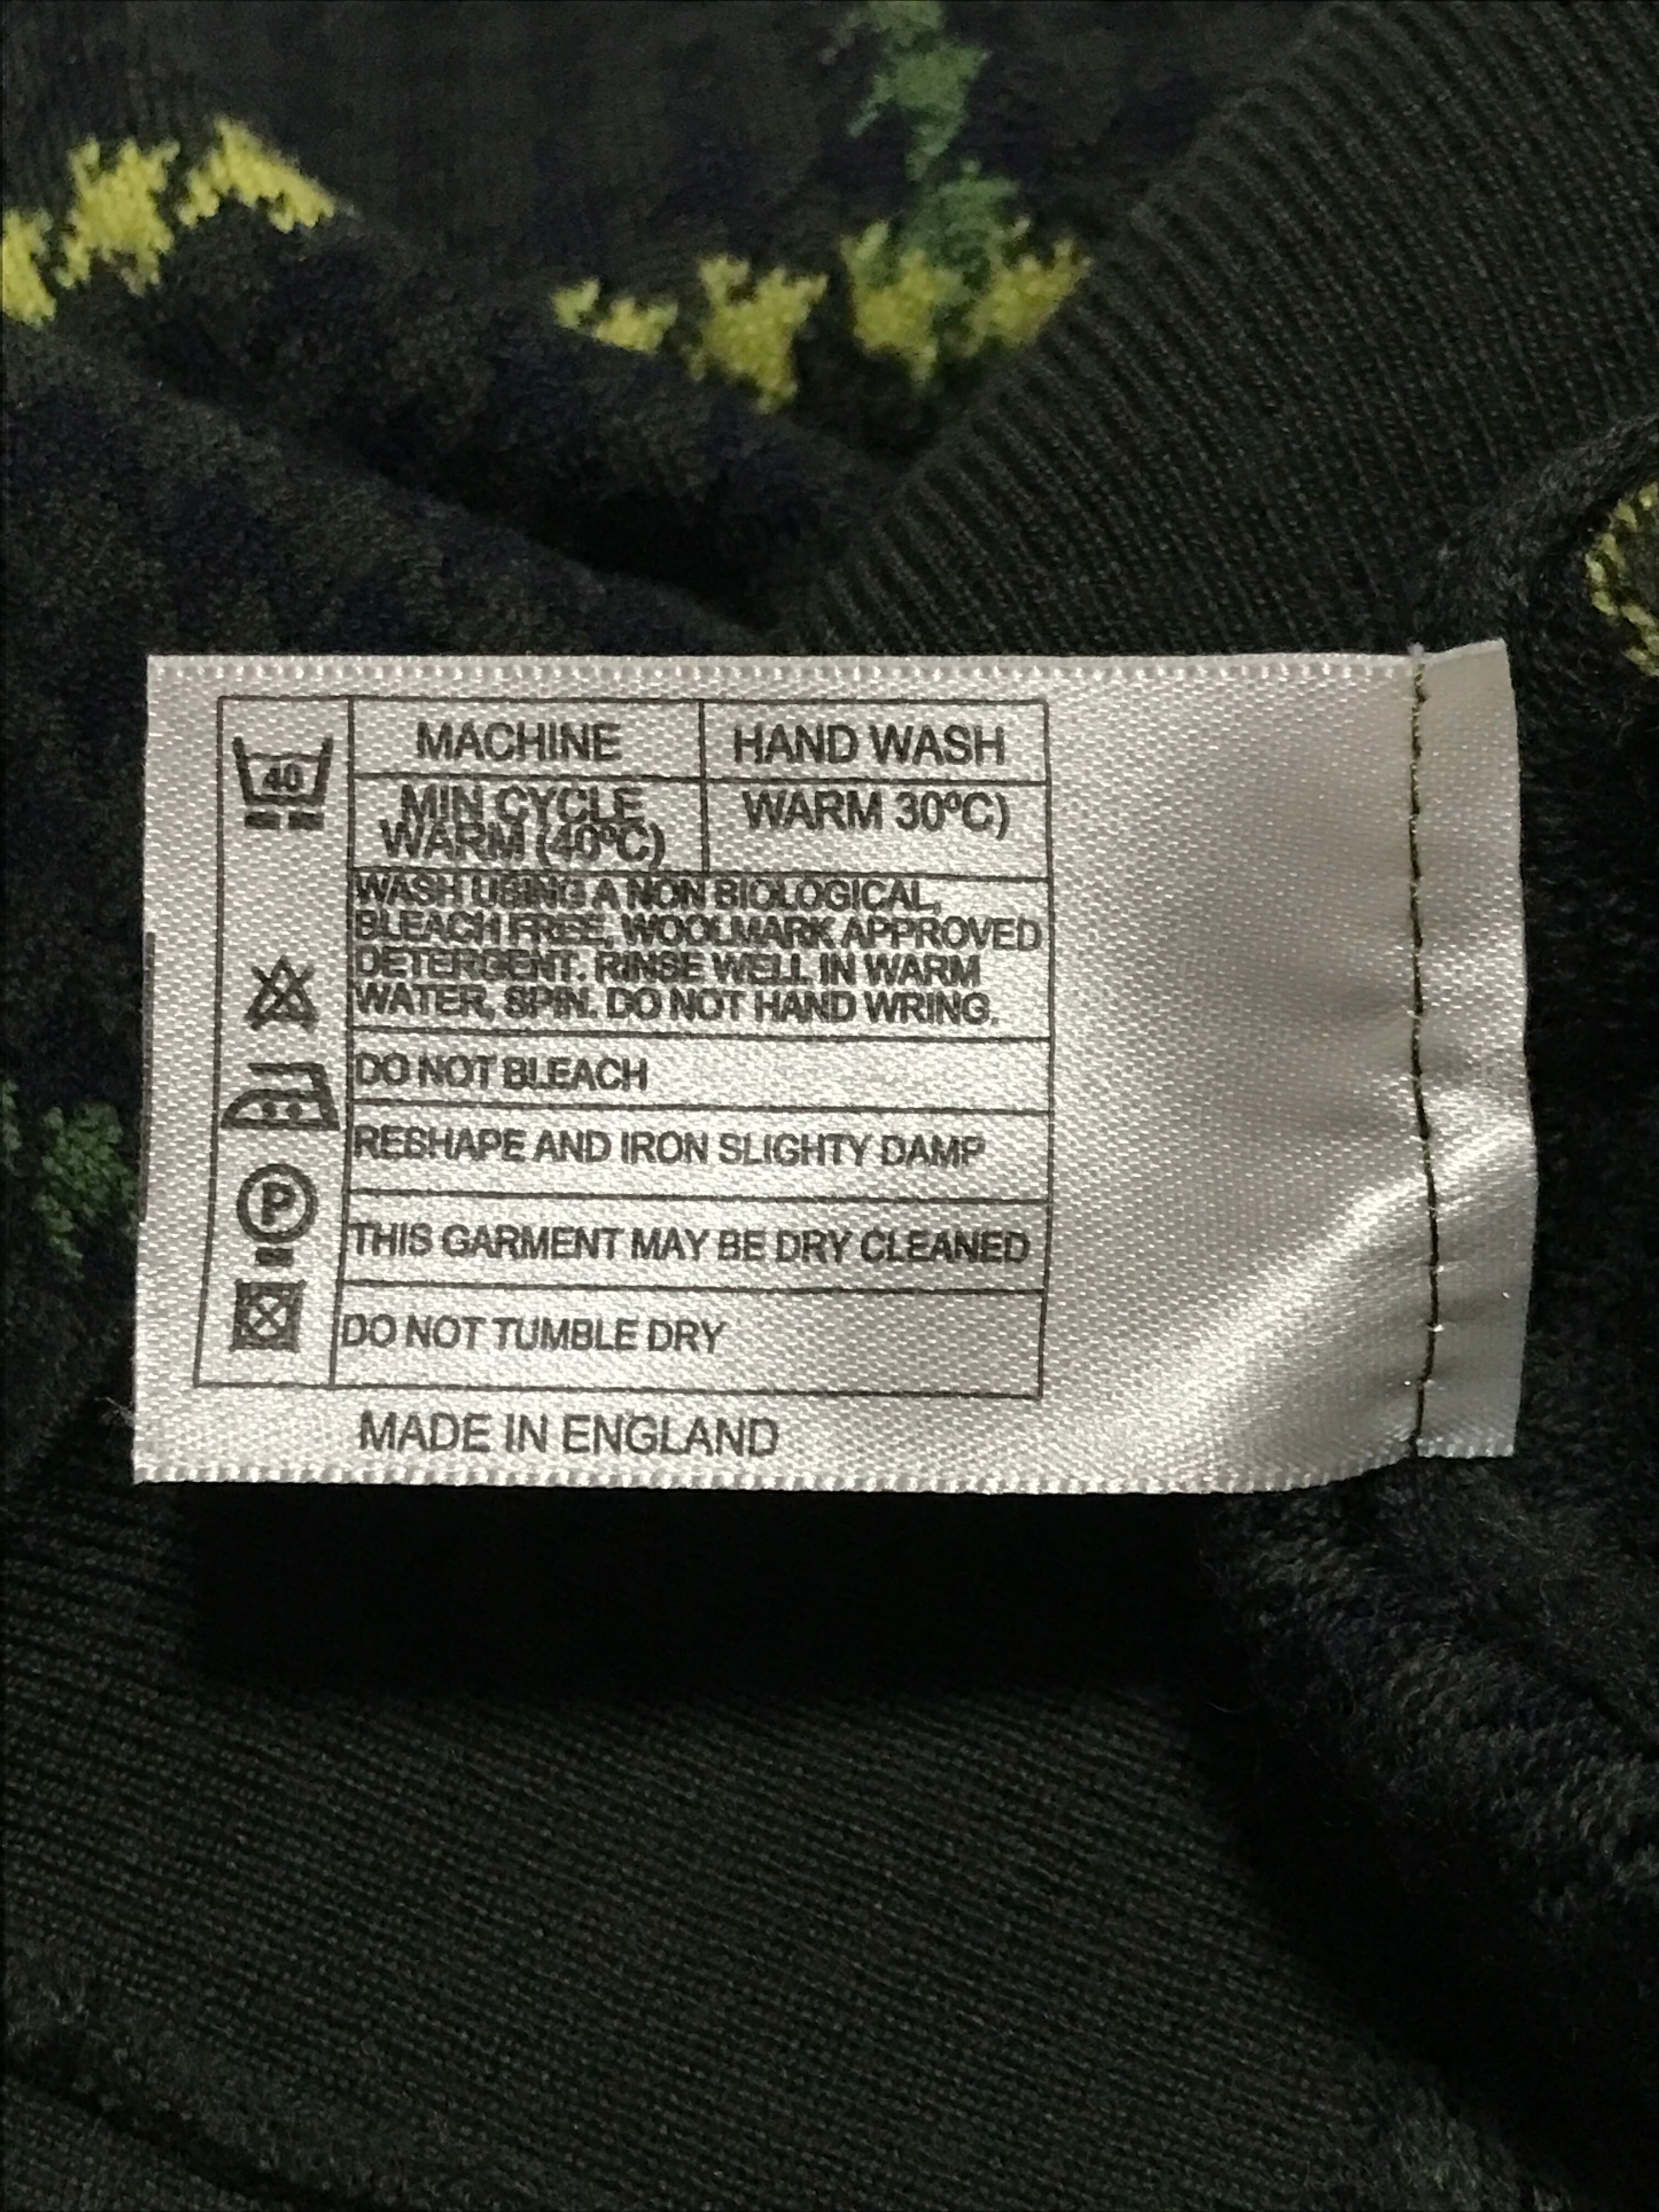 40
MACHINE
HAND WASH
MIN CYCLE
WARM (40ºC)
WARM 30ºC)
WASH USING A NON BIOLOGICAL,
BLEACH FREE, WOOLMARK APPROVED
DETERGENT. RINSE WELL IN WARM
WATER, SPIN. DO NOT HAND WRING.
DO NOT BLEACH
RESHAPE AND IRON SLIGHTY DAMP
P
THIS GARMENT MAY BE DRY CLEANED
DO NOT TUMBLE DRY
MADE IN ENGLAND